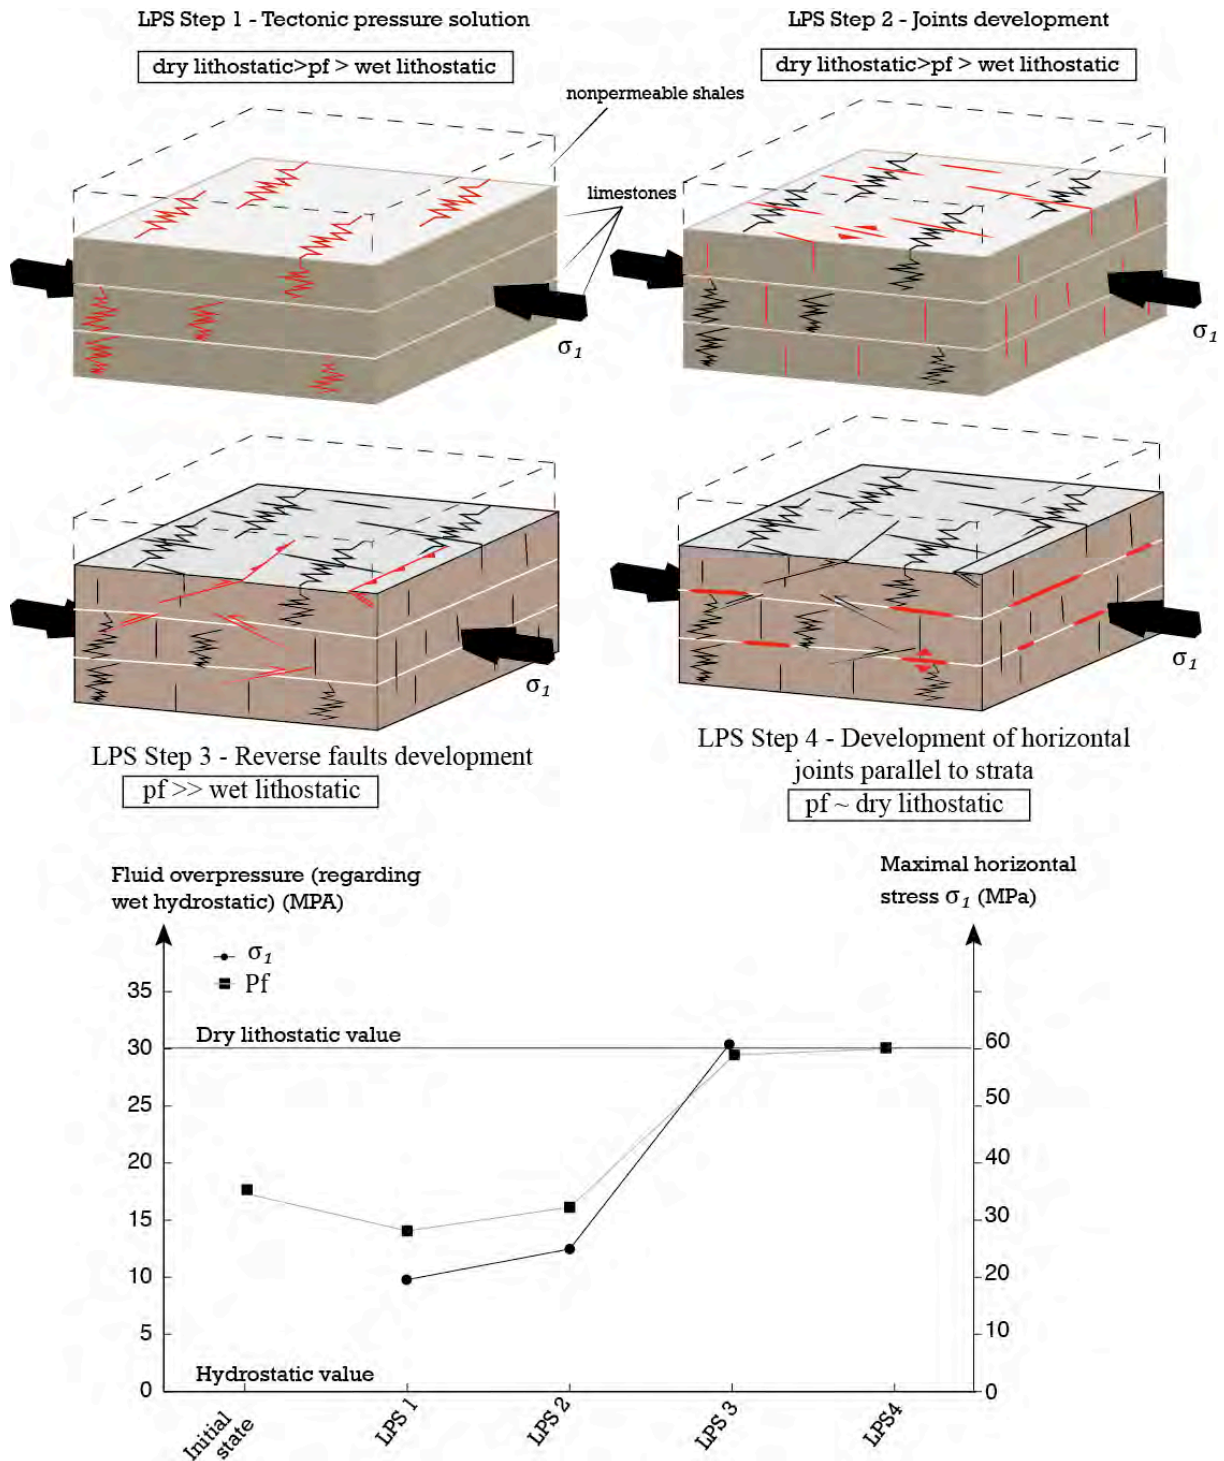 LPS Step 1 - Tectonic pressure solution
dry lithostatic>pf > wet lithostatic
LPS Step 2 - Joints development
dry lithostatic>pf > wet lithostatic
nonpermeable shales
limestones
σ1
σ1
σ1
σ1
LPS Step 3 - Reverse faults development
pf >> wet lithostatic
LPS Step 4 - Development of horizontal
joints parallel to strata
pf ~ dry lithostatic
Fluid overpressure (regarding
wet hydrostatic) (MPA)
Maximal horizontal
stress σ1 (MPa)
σ1
Pf
35
Dry lithostatic value
30
60
25
50
20
40
15
30
10
20
5
10
Hydrostatic value
0
0
Initial
state
LPS 1
LPS 2
LPS 3
LPS4